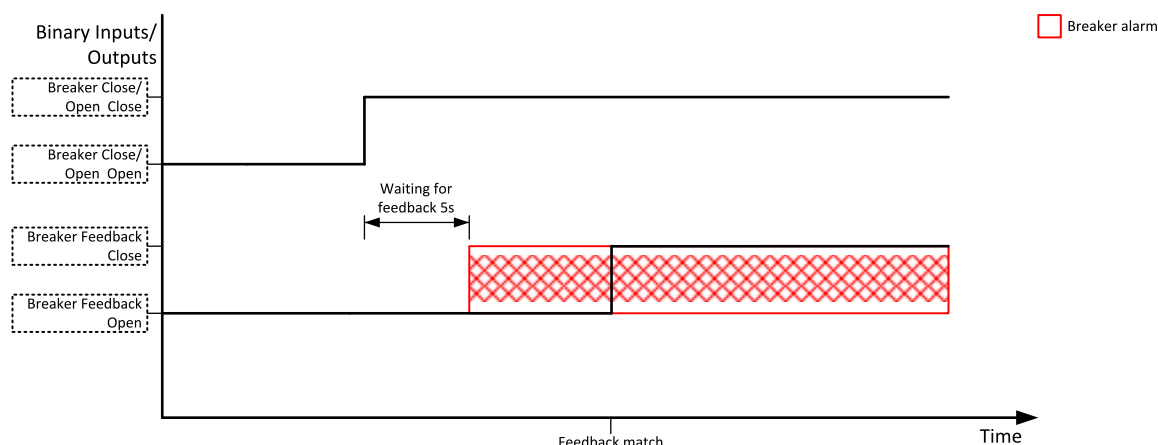 Binary Inputs/
Outputs
Breaker alarm
Breaker Close/
Open Close
Breaker Close/
Open Open
Waiting for
feedback 5s
Breaker Feedback
Close
Breaker Feedback
Open
Time
Feedback match